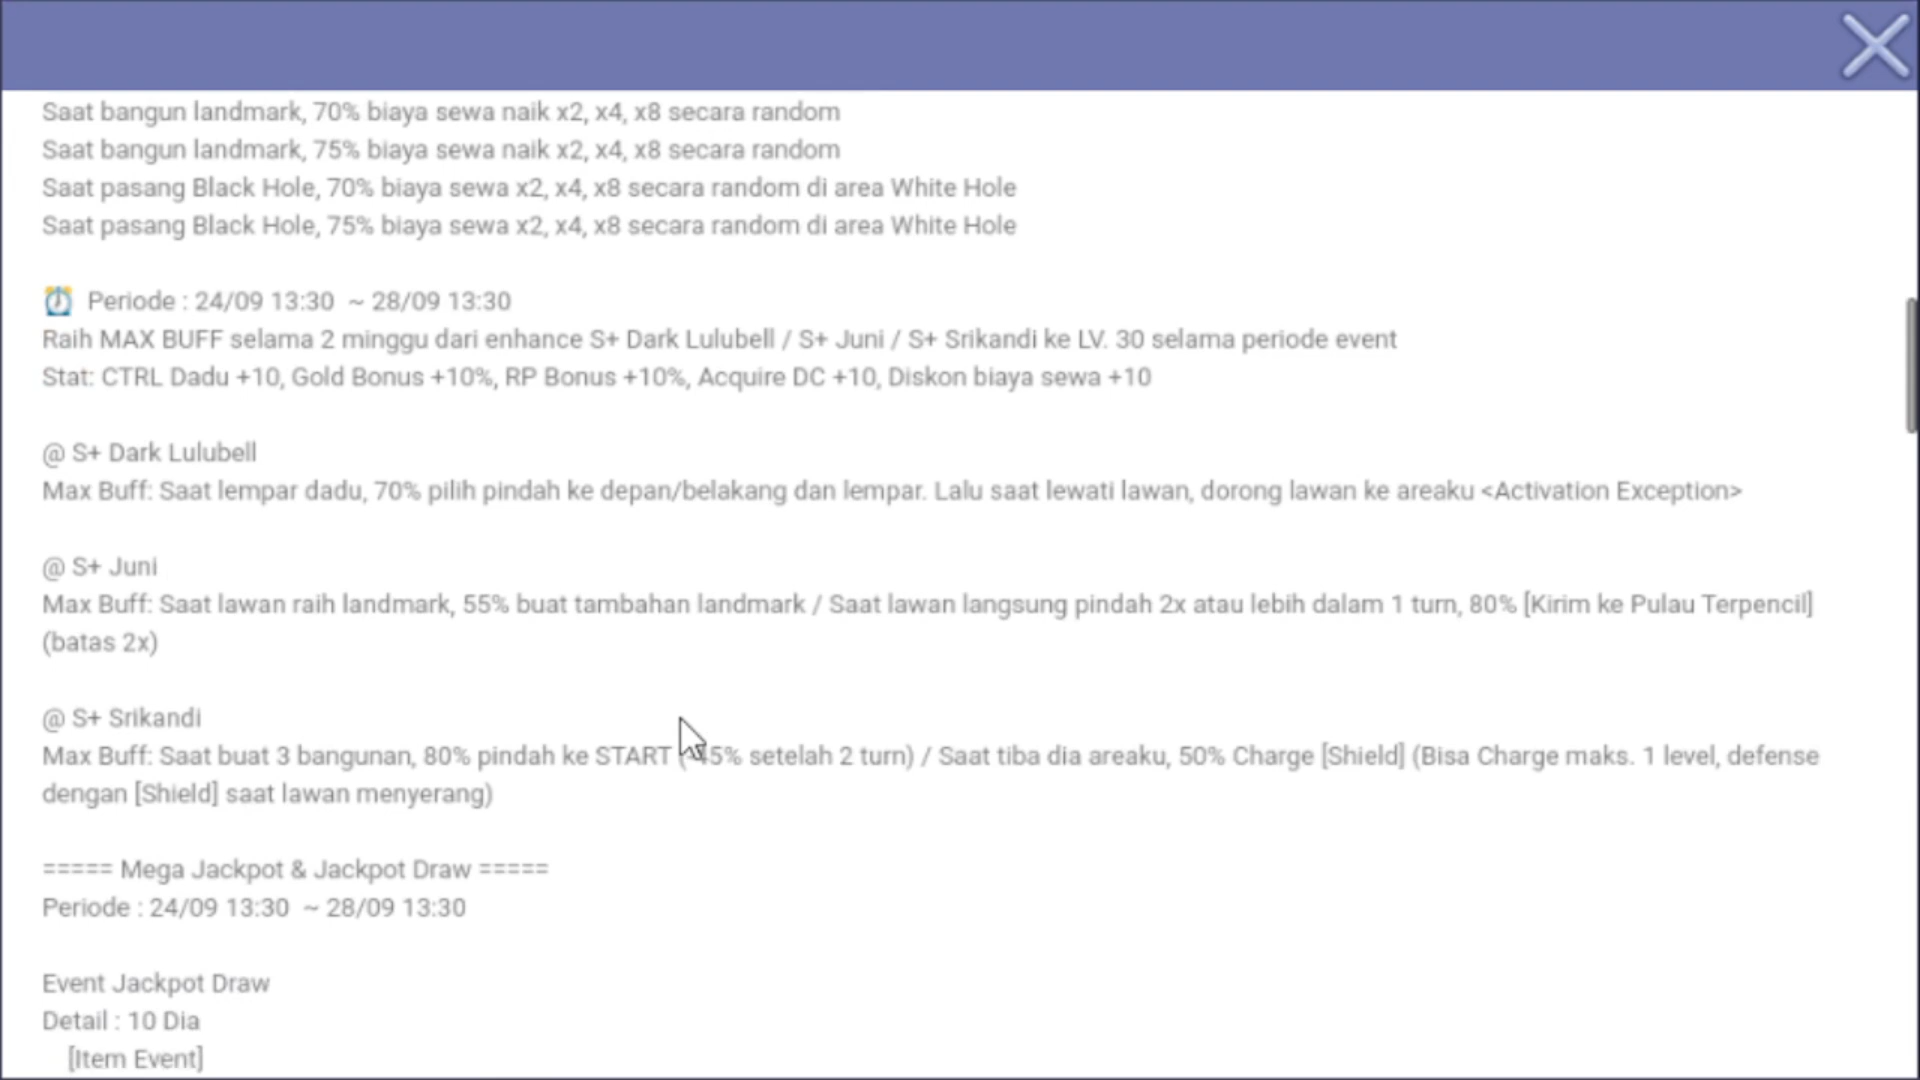 Saat bangun landmark, 70% biaya sewa naik x2, x4, x8 secara random
Saat bangun landmark, 75% biaya sewa naik x2, x4, x8 secara random
Saat pasang Black Hole, 70% biaya sewa x2, x4, x8 secara random di area White Hole
Saat pasang Black Hole, 75% biaya sewa x2, x4, x8 secara random di area White Hole
Periode : 24/09 13:30 ~ 28/09 13:30
Raih MAX BUFF selama 2 minggu dari enhance S+ Dark Lulubell / S+ Juni / S+ Srikandi ke LV. 30 selama periode event
Stat: CTRL Dadu +10, Gold Bonus +10%, RP Bonus +10%, Acquire DC +10, Diskon biaya sewa +10
@ S+ Dark Lulubell
Max Buff: Saat lempar dadu, 70% pilih pindah ke depan/belakang dan lempar. Lalu saat lewati lawan, dorong lawan ke areaku <Activation Exception>
@ S+ Juni
Max Buff: Saat lawan raih landmark, 55% buat tambahan landmark / Saat lawan langsung pindah 2x atau lebih dalam 1 turn, 80% [Kirim ke Pulau Terpencil]
(batas 2x)
@ S+ Srikandi
Max Buff: Saat buat 3 bangunan, 80% pindah ke START ( setelah 2 turn) / Saat tiba dia areaku, 50% Charge [Shield] (Bisa Charge maks. 1 level, defense
dengan [Shield] saat lawan menyerang)
===== Mega Jackpot & Jackpot Draw =====
Periode : 24/09 13:30 ~ 28/09 13:30
Event Jackpot Draw
Detail : 10 Dia
[Item Event]